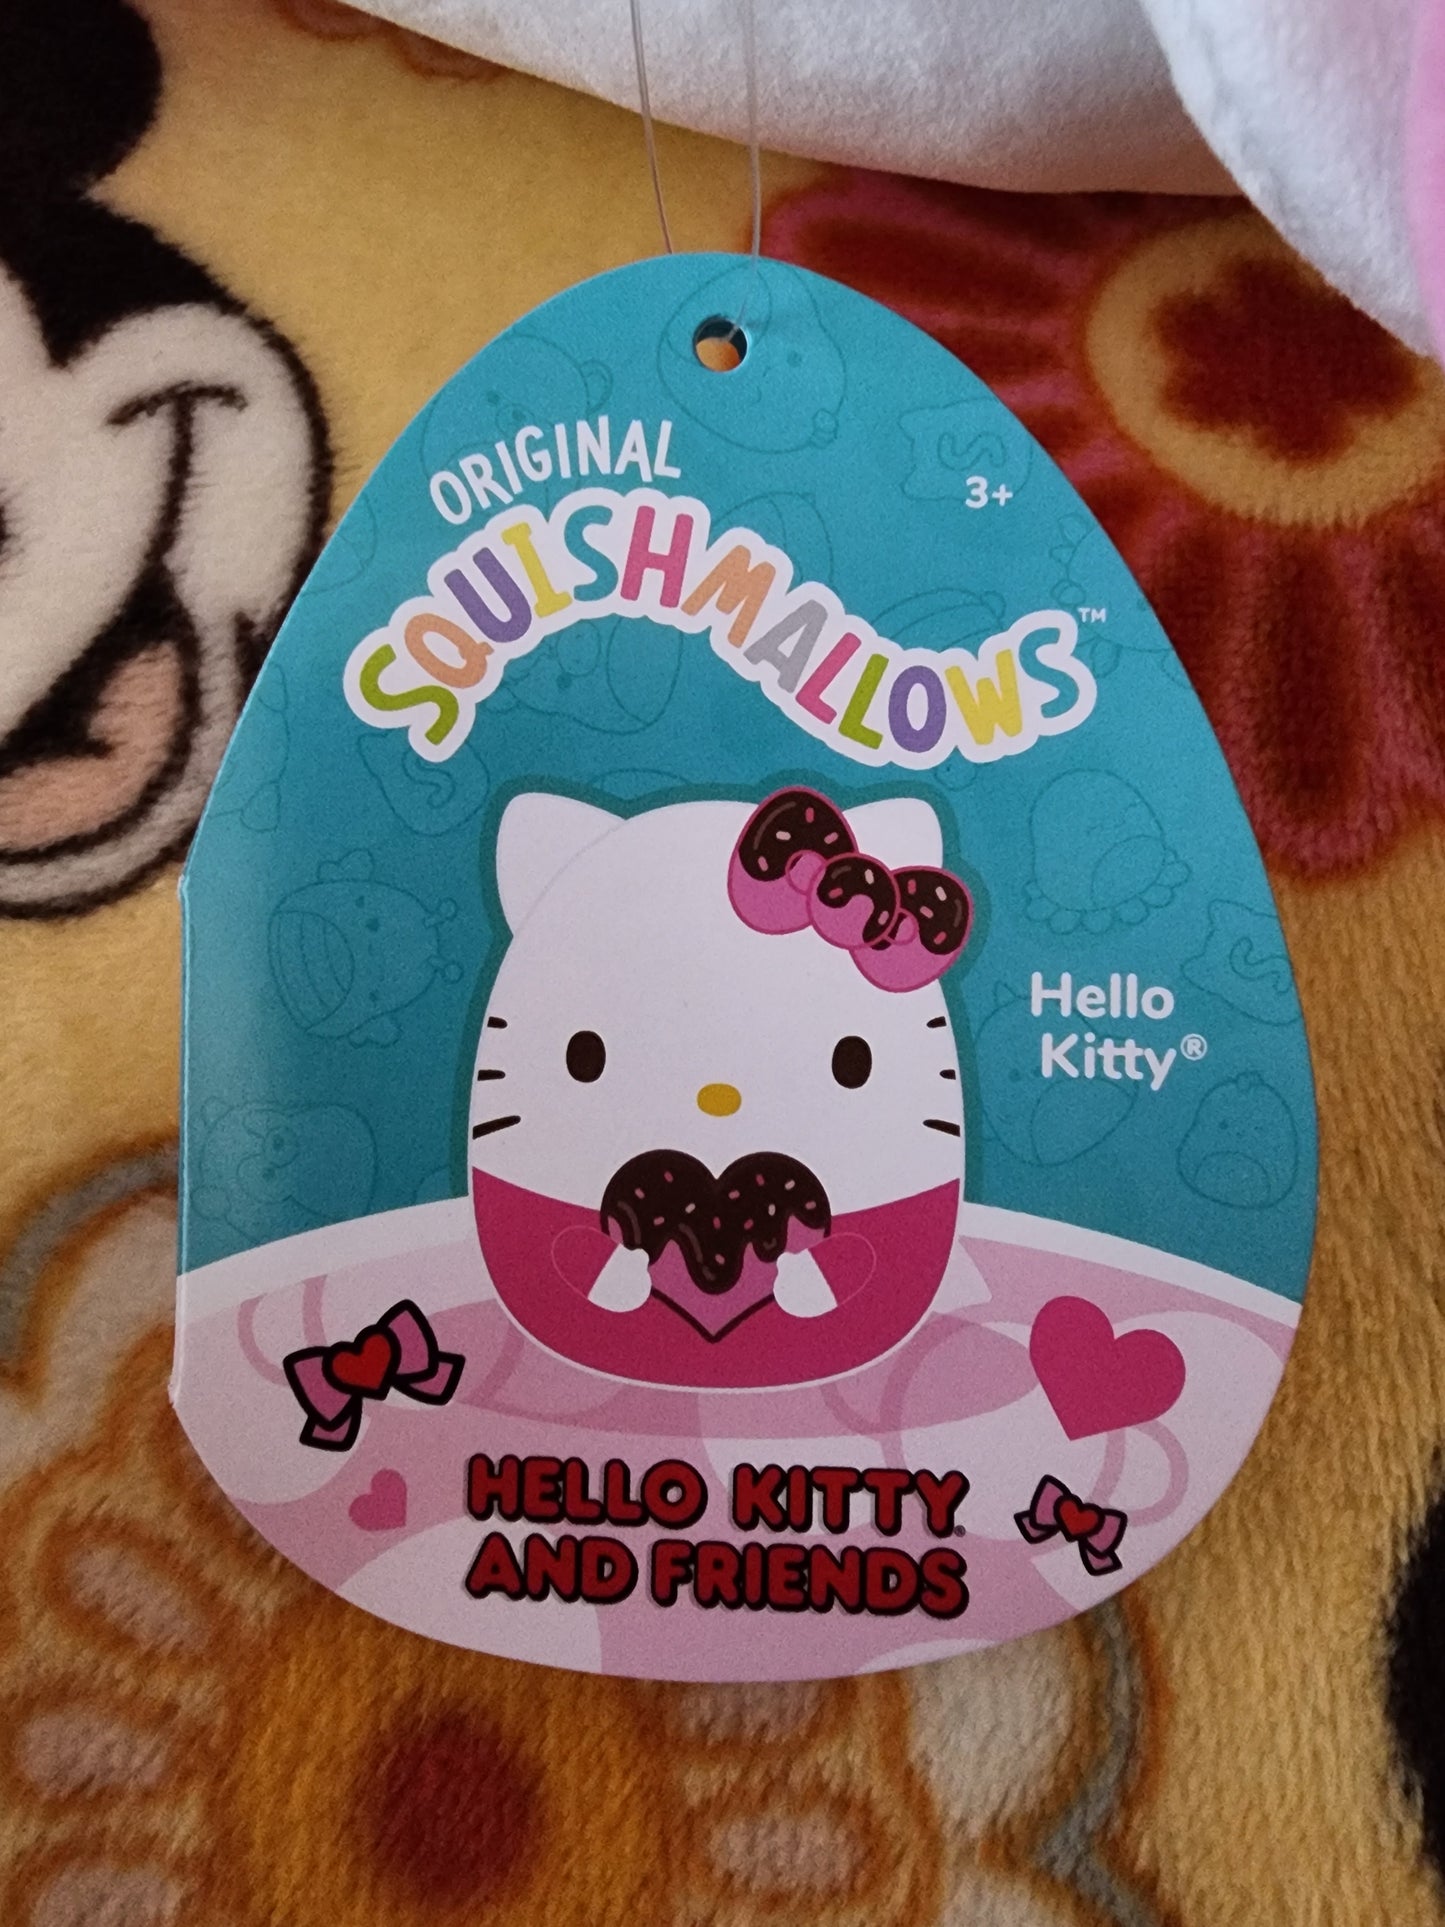 ORIGINAL
SQUISHMALLOWS™
3+
Hello
Kitty®
HELLO KITTY®
AND FRIENDS